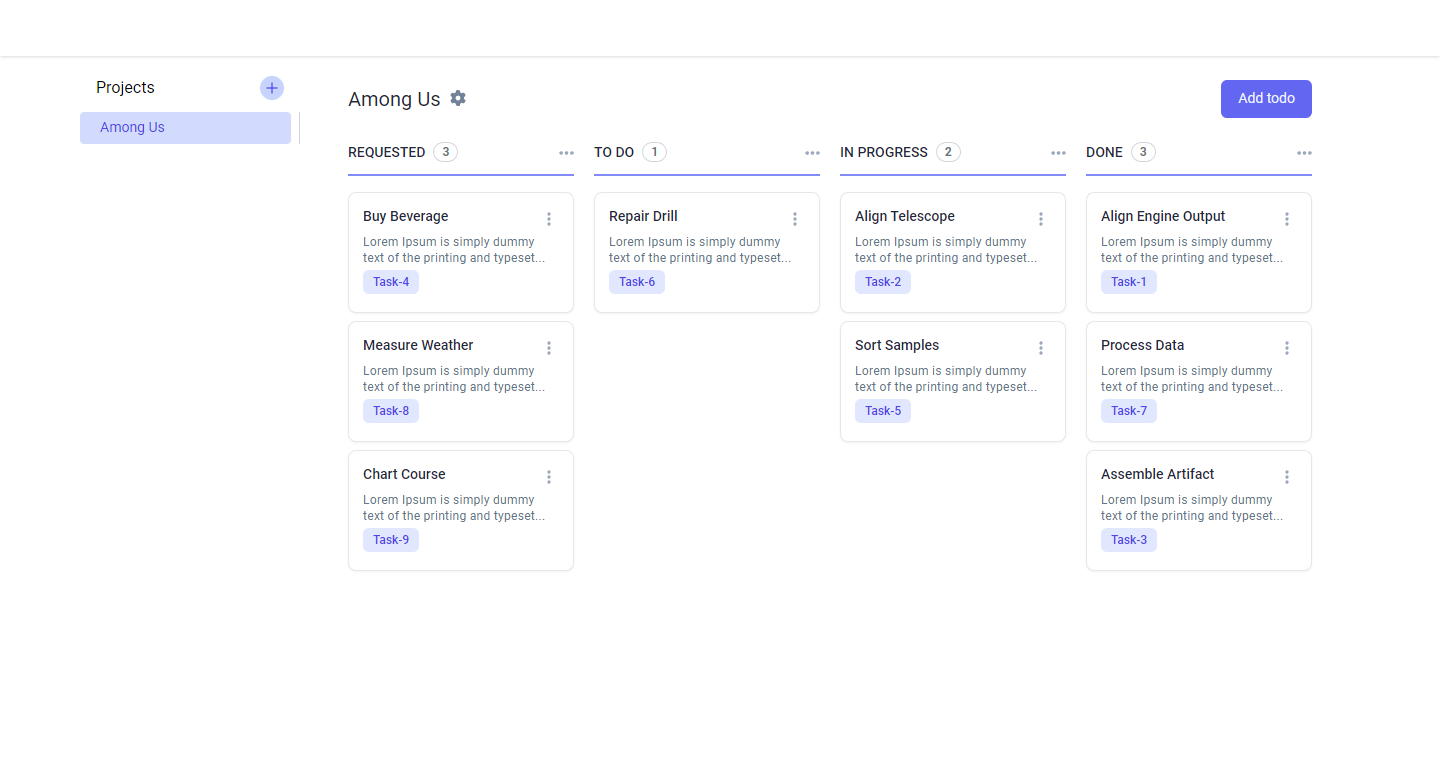 Projects
Among Us
Among Us
Add todo
REQUESTED 3
Buy Beverage
Lorem Ipsum is simply dummy
text of the printing and typeset...
Task-4
Measure Weather
Lorem Ipsum is simply dummy
text of the printing and typeset...
Task-8
Chart Course
Lorem Ipsum is simply dummy
text of the printing and typeset...
Task-9
TO DO 1
Repair Drill
Lorem Ipsum is simply dummy
text of the printing and typeset...
Task-6
IN PROGRESS 2
Align Telescope
Lorem Ipsum is simply dummy
text of the printing and typeset...
Task-2
Sort Samples
Lorem Ipsum is simply dummy
text of the printing and typeset...
Task-5
DONE 3
Align Engine Output
Lorem Ipsum is simply dummy
text of the printing and typeset...
Task-1
Process Data
Lorem Ipsum is simply dummy
text of the printing and typeset...
Task-7
Assemble Artifact
Lorem Ipsum is simply dummy
text of the printing and typeset...
Task-3